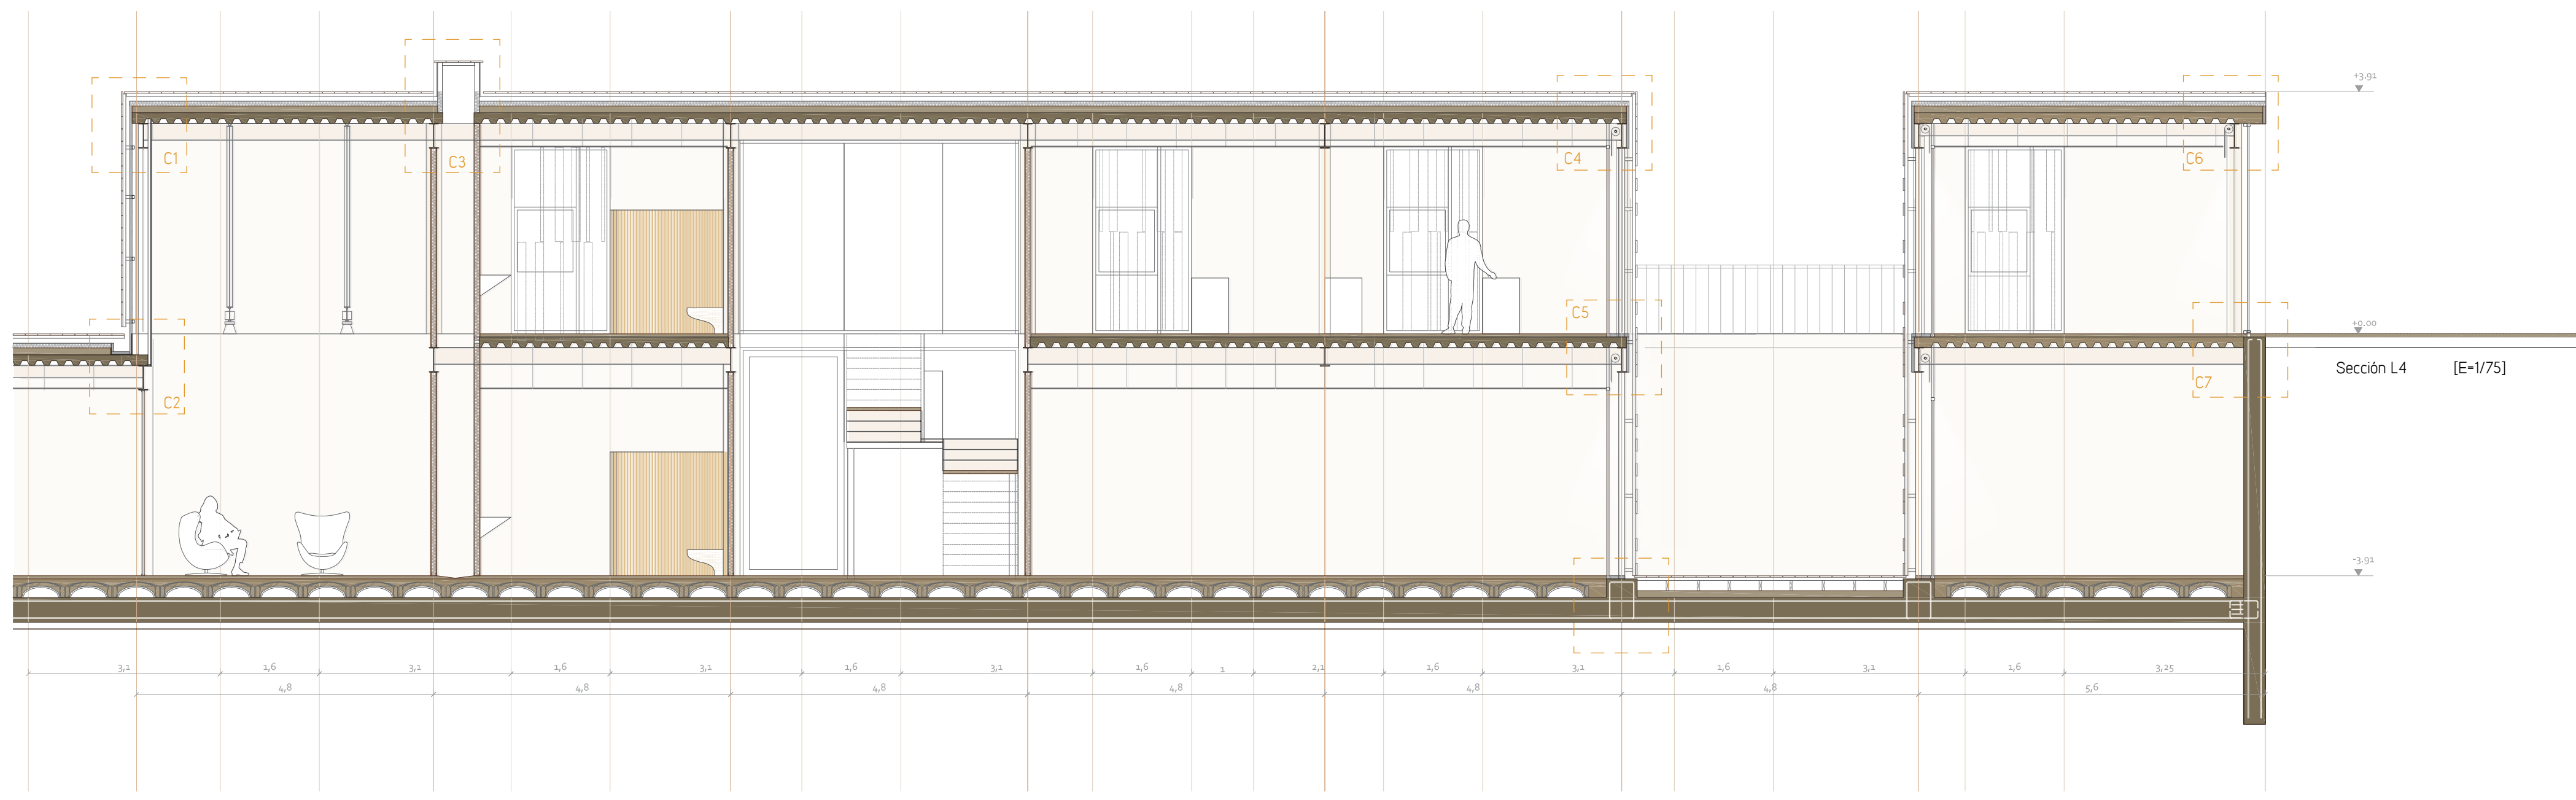 +3,91
C1
C3
C4
C6
C5
+0,00
Sección L4 [E=1/75]
C2
C7
-3,91
3,1 1,6 3,1 1,6 3,1 1,6 3,1 1,6 1 2,1 1,6 3,1 1,6 3,1 1,6 3,25
4,8 4,8 4,8 4,8 4,8 4,8 5,6